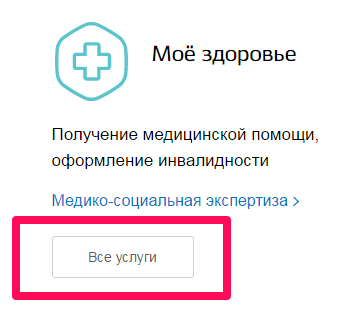 Моё здоровье
Получение медицинской помощи,
оформление инвалидности
Медико-социальная экспертиза >
Все услуги